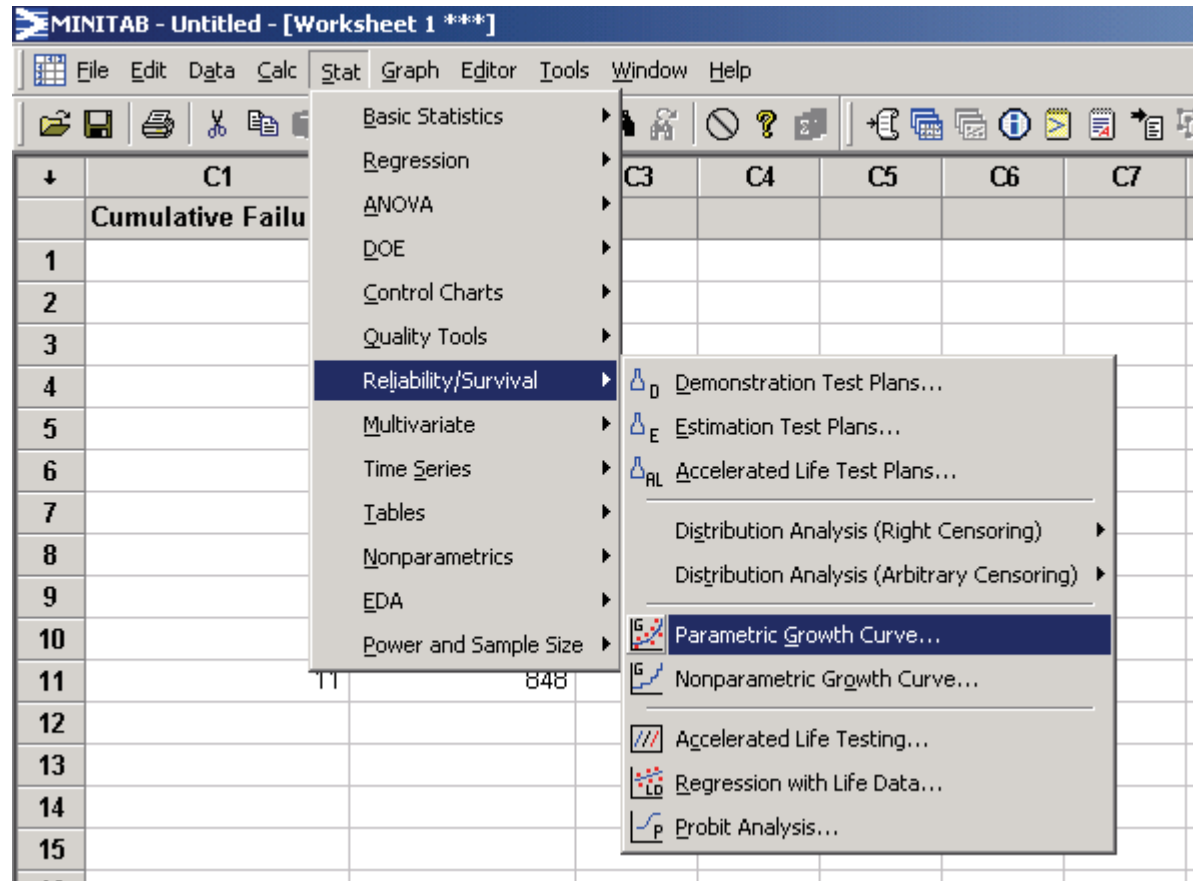 MINITAB - Untitled - [Worksheet 1 ***]
File Edit Data Calc Stat Graph Editor Tools Window Help
C1 C3 C4 C5 C6 C7
Cumulative Failu
1
2
3
4
5
6
7
8
9
10
11 11 848
12
13
14
15
Basic Statistics
Regression
ANOVA
DOE
Control Charts
Quality Tools
Reliability/Survival
Multivariate
Time Series
Tables
Nonparametrics
EDA
Power and Sample Size
D Demonstration Test Plans...
E Estimation Test Plans...
AL Accelerated Life Test Plans...
Distribution Analysis (Right Censoring)
Distribution Analysis (Arbitrary Censoring)
G Parametric Growth Curve...
G Nonparametric Growth Curve...
Accelerated Life Testing...
LD Regression with Life Data...
P Probit Analysis...